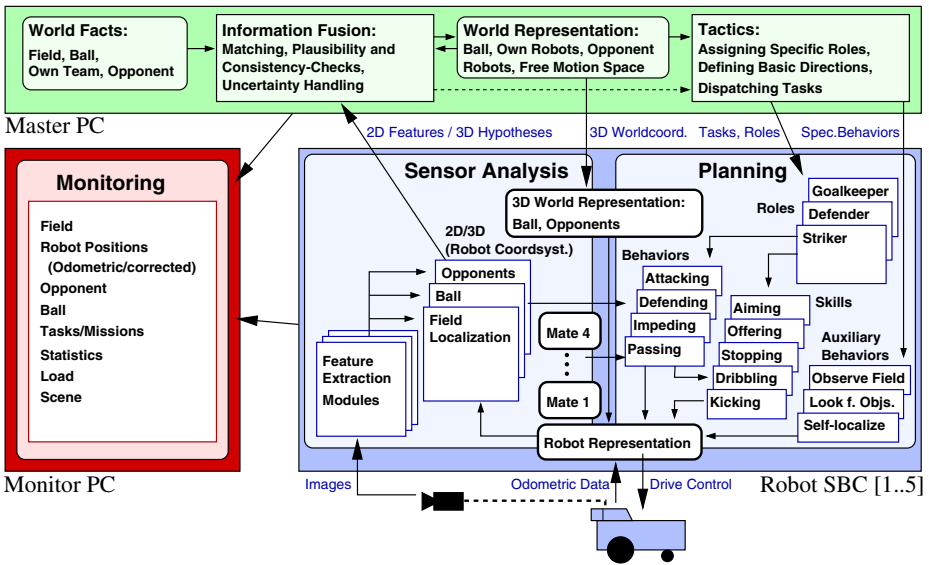 World Facts:
Field, Ball,
Own Team, Opponent
Information Fusion:
Matching, Plausibility and
Consistency-Checks,
Uncertainty Handling
World Representation:
Ball, Own Robots, Opponent
Robots, Free Motion Space
Tactics:
Assigning Specific Roles,
Defining Basic Directions,
Dispatching Tasks
Master PC
2D Features / 3D Hypotheses
3D Worldcoord.
Tasks, Roles
Spec.Behaviors
Monitoring
Field
Robot Positions
(Odometric/corrected)
Opponent
Ball
Tasks/Missions
Statistics
Load
Scene
Monitor PC
Sensor Analysis
2D/3D
(Robot Coordsyst.)
Opponents
Ball
Field
Localization
Feature
Extraction
Modules
3D World Representation:
Ball, Opponents
Mate 4
Mate 1
Robot Representation
Planning
Roles
Goalkeeper
Defender
Striker
Behaviors
Attacking
Defending
Impeding
Passing
Skills
Aiming
Offering
Stopping
Dribbling
Kicking
Auxiliary
Behaviors
Observe Field
Look f. Objs.
Self-localize
Images
Odometric Data
Drive Control
Robot SBC [1..5]